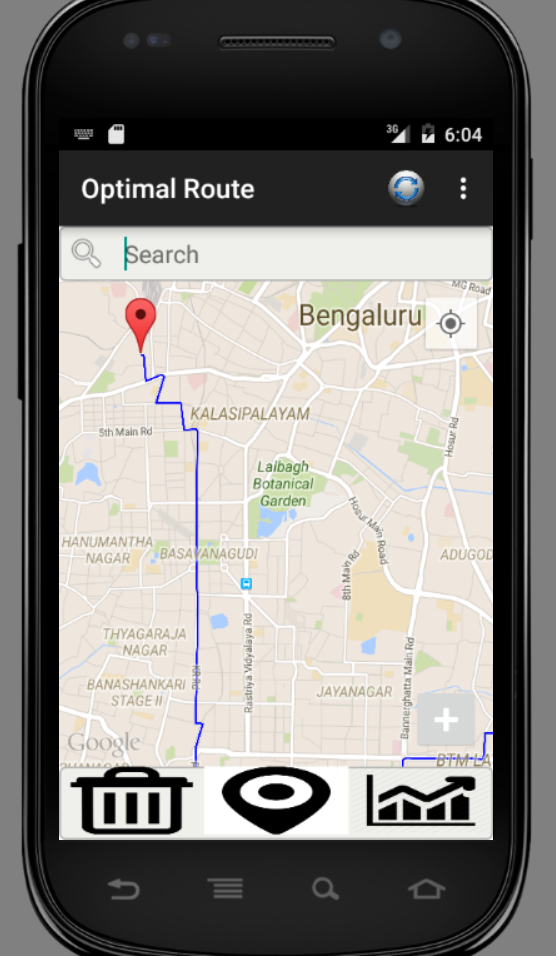 3G 6:04
Optimal Route
Search
MG Road
Bengaluru
KALASIPALAYAM
5th Main Rd
Hosur Rd
Lalbagh
Botanical
Garden
Hosur Main Road
HANUMANTHA
NAGAR
BASAVANAGUDI
ADUGOD
8th Main Rd
THYAGARAJA
NAGAR
Rastriya Vidyalaya Rd
Bannerghatta Main Rd
KR Rd
BANASHANKARI
STAGE II
JAYANAGAR
Google
BTM LA